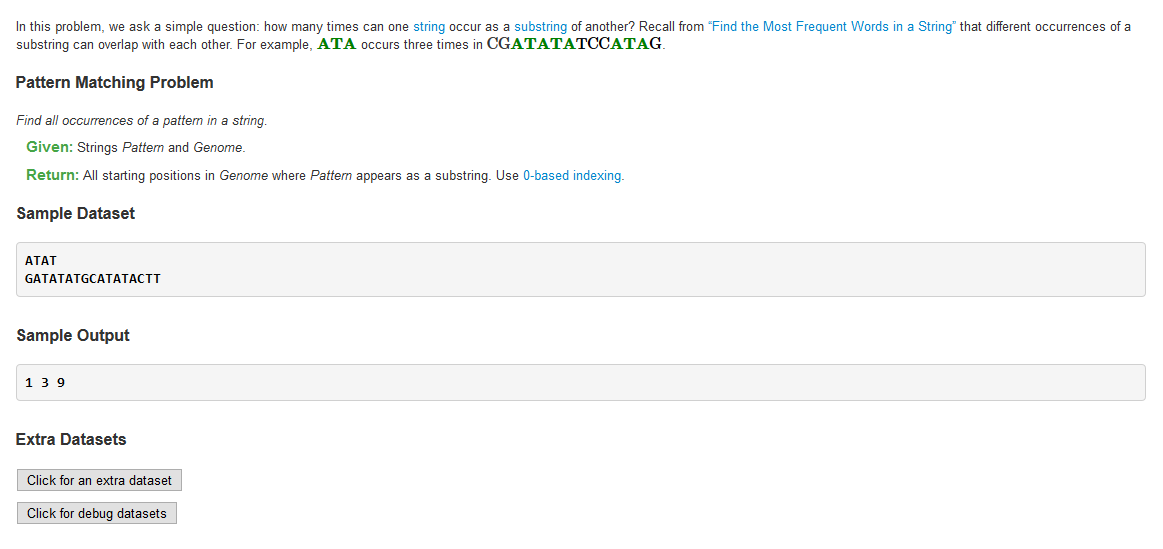 In this problem, we ask a simple question: how many times can one string occur as a substring of another? Recall from “Find the Most Frequent Words in a String” that different occurrences of a
substring can overlap with each other. For example, ATA occurs three times in CGATATATCCATAG.
Pattern Matching Problem
Find all occurrences of a pattern in a string.
Given: Strings Pattern and Genome.
Return: All starting positions in Genome where Pattern appears as a substring. Use 0-based indexing.
Sample Dataset
ATAT
GATATATGCATATACTT
Sample Output
1 3 9
Extra Datasets
Click for an extra dataset
Click for debug datasets